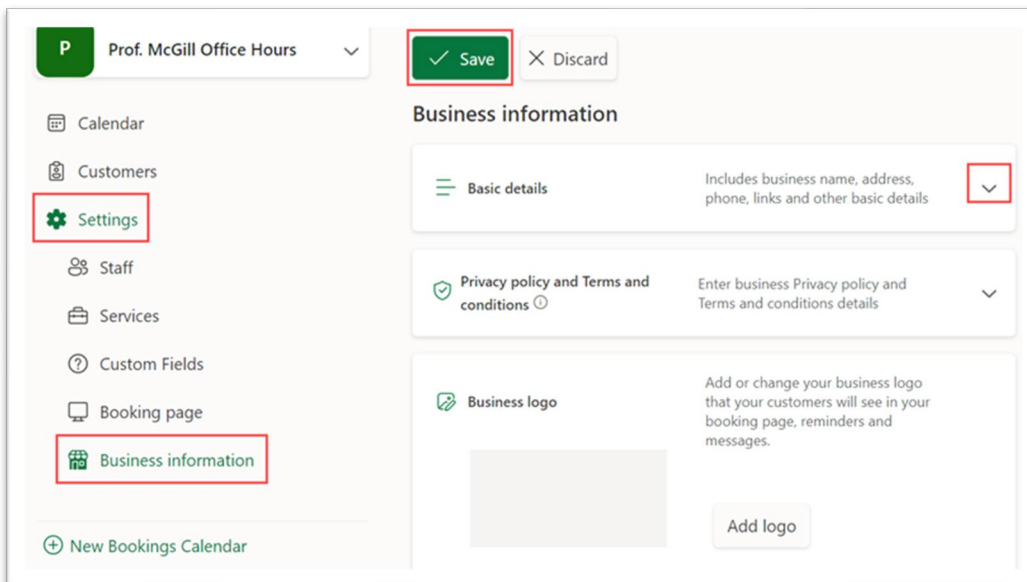 P
Prof. McGill Office Hours
Calendar
Customers
Settings
Staff
Services
Custom Fields
Booking page
Business information
New Bookings Calendar
Save
Discard
Business information
Basic details
Includes business name, address,
phone, links and other basic details
Privacy policy and Terms and
conditions
Enter business Privacy policy and
Terms and conditions details
Business logo
Add or change your business logo
that your customers will see in your
booking page, reminders and
messages.
Add logo